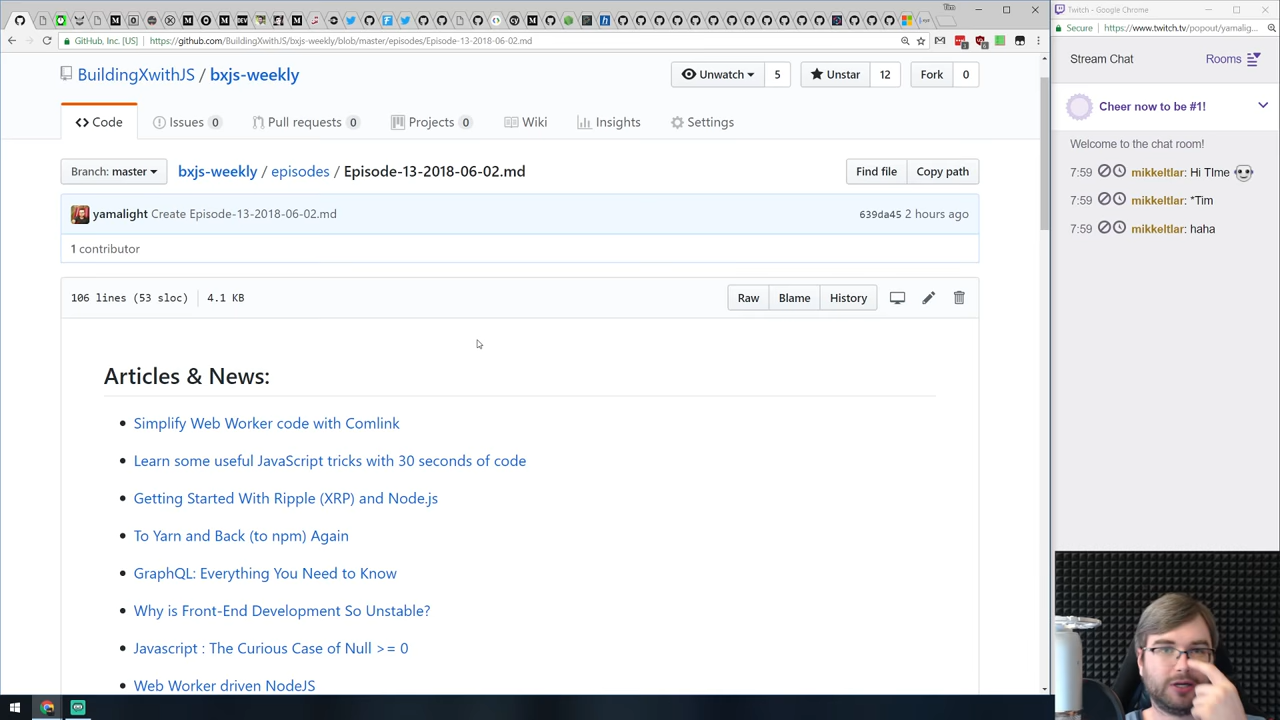 Tim
GitHub, Inc. [US] https://github.com/BuildingXwithJS/bxjs-weekly/blob/master/episodes/Episode-13-2018-06-02.md
BuildingXwithJS / bxjs-weekly
Unwatch 5 Unstar 12 Fork 0
Code Issues 0 Pull requests 0 Projects 0 Wiki Insights Settings
Branch: master bxjs-weekly / episodes / Episode-13-2018-06-02.md Find file Copy path
yamalight Create Episode-13-2018-06-02.md 639da45 2 hours ago
1 contributor
106 lines (53 sloc) 4.1 KB Raw Blame History
Articles & News:
Simplify Web Worker code with Comlink
Learn some useful JavaScript tricks with 30 seconds of code
Getting Started With Ripple (XRP) and Node.js
To Yarn and Back (to npm) Again
GraphQL: Everything You Need to Know
Why is Front-End Development So Unstable?
Javascript : The Curious Case of Null >= 0
Web Worker driven NodeJS
Twitch - Google Chrome
Secure https://www.twitch.tv/popout/yamalig...
Stream Chat Rooms
Cheer now to be #1!
Welcome to the chat room!
7:59 mikkeltlar: Hi TIme
7:59 mikkeltlar: *Tim
7:59 mikkeltlar: haha